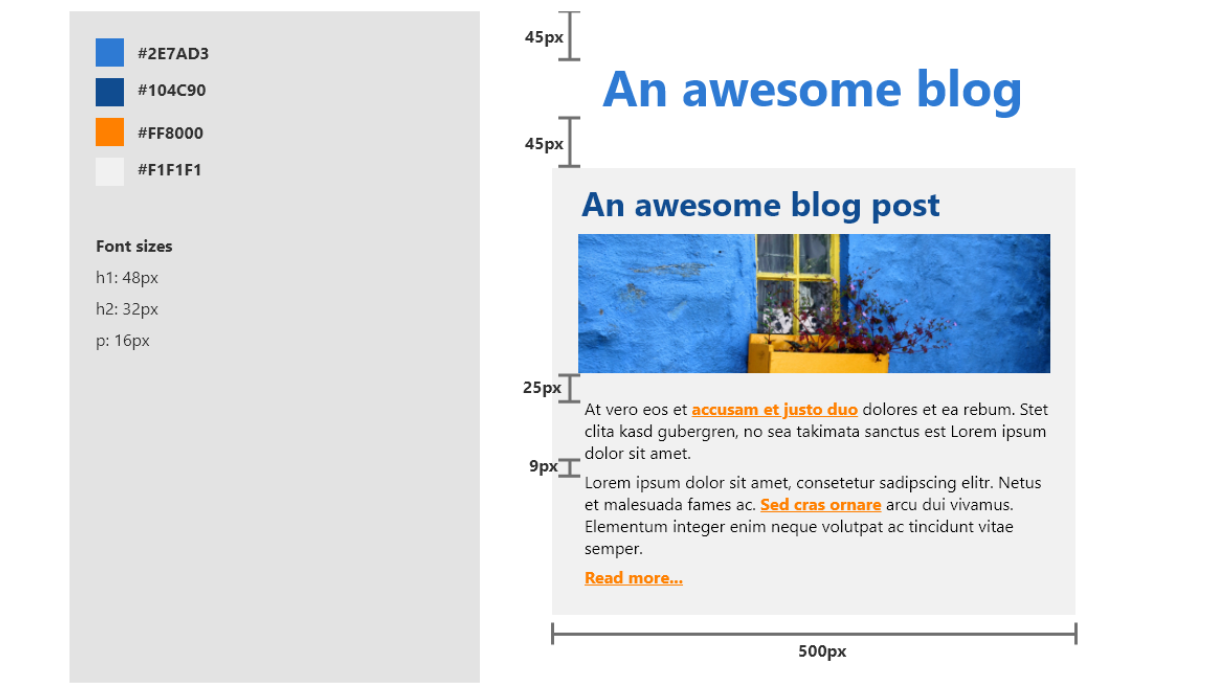 #2E7AD3
#104C90
#FF8000
#F1F1F1
Font sizes
h1: 48px
h2: 32px
p: 16px
45px
An awesome blog
45px
An awesome blog post
25px
At vero eos et accusam et justo duo dolores et ea rebum. Stet
clita kasd gubergren, no sea takimata sanctus est Lorem ipsum
dolor sit amet.
9px
Lorem ipsum dolor sit amet, consetetur sadipscing elitr. Netus
et malesuada fames ac. Sed cras ornare arcu dui vivamus.
Elementum integer enim neque volutpat ac tincidunt vitae
semper.
Read more...
500px